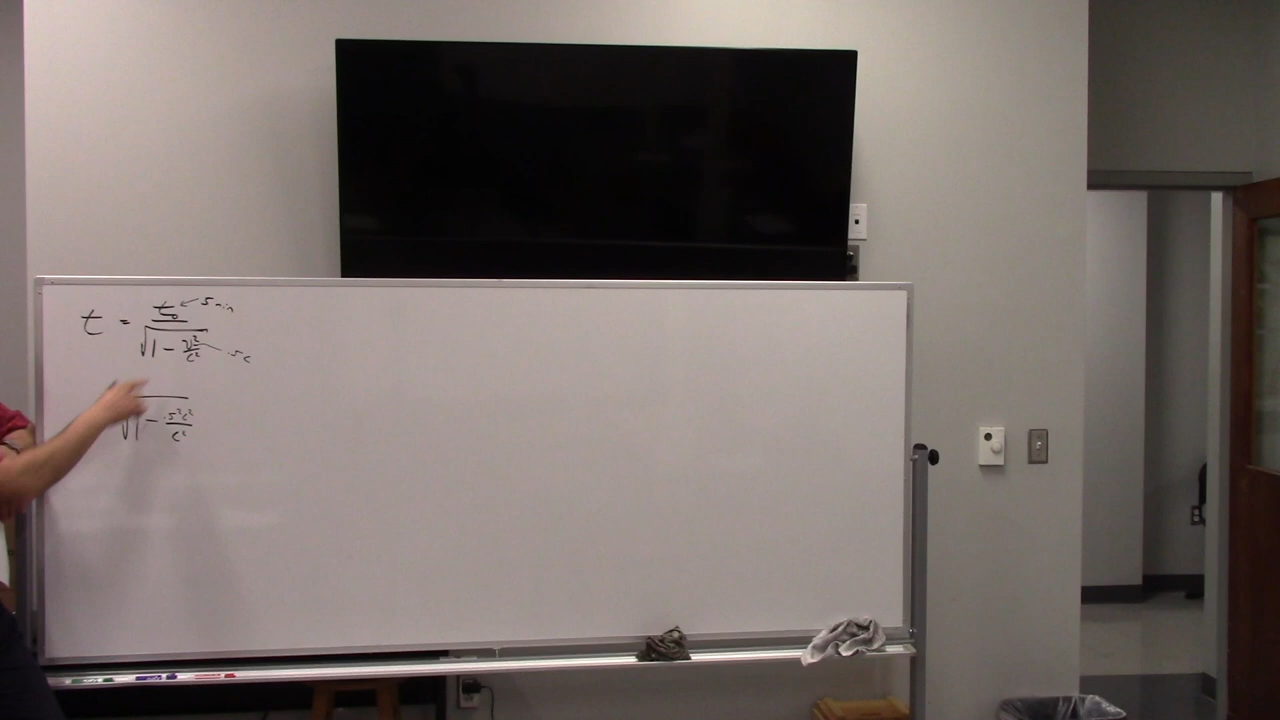 t = t₀ ← 5 min
√1 - v²/c² .5c
√1 - .5²c²/c²